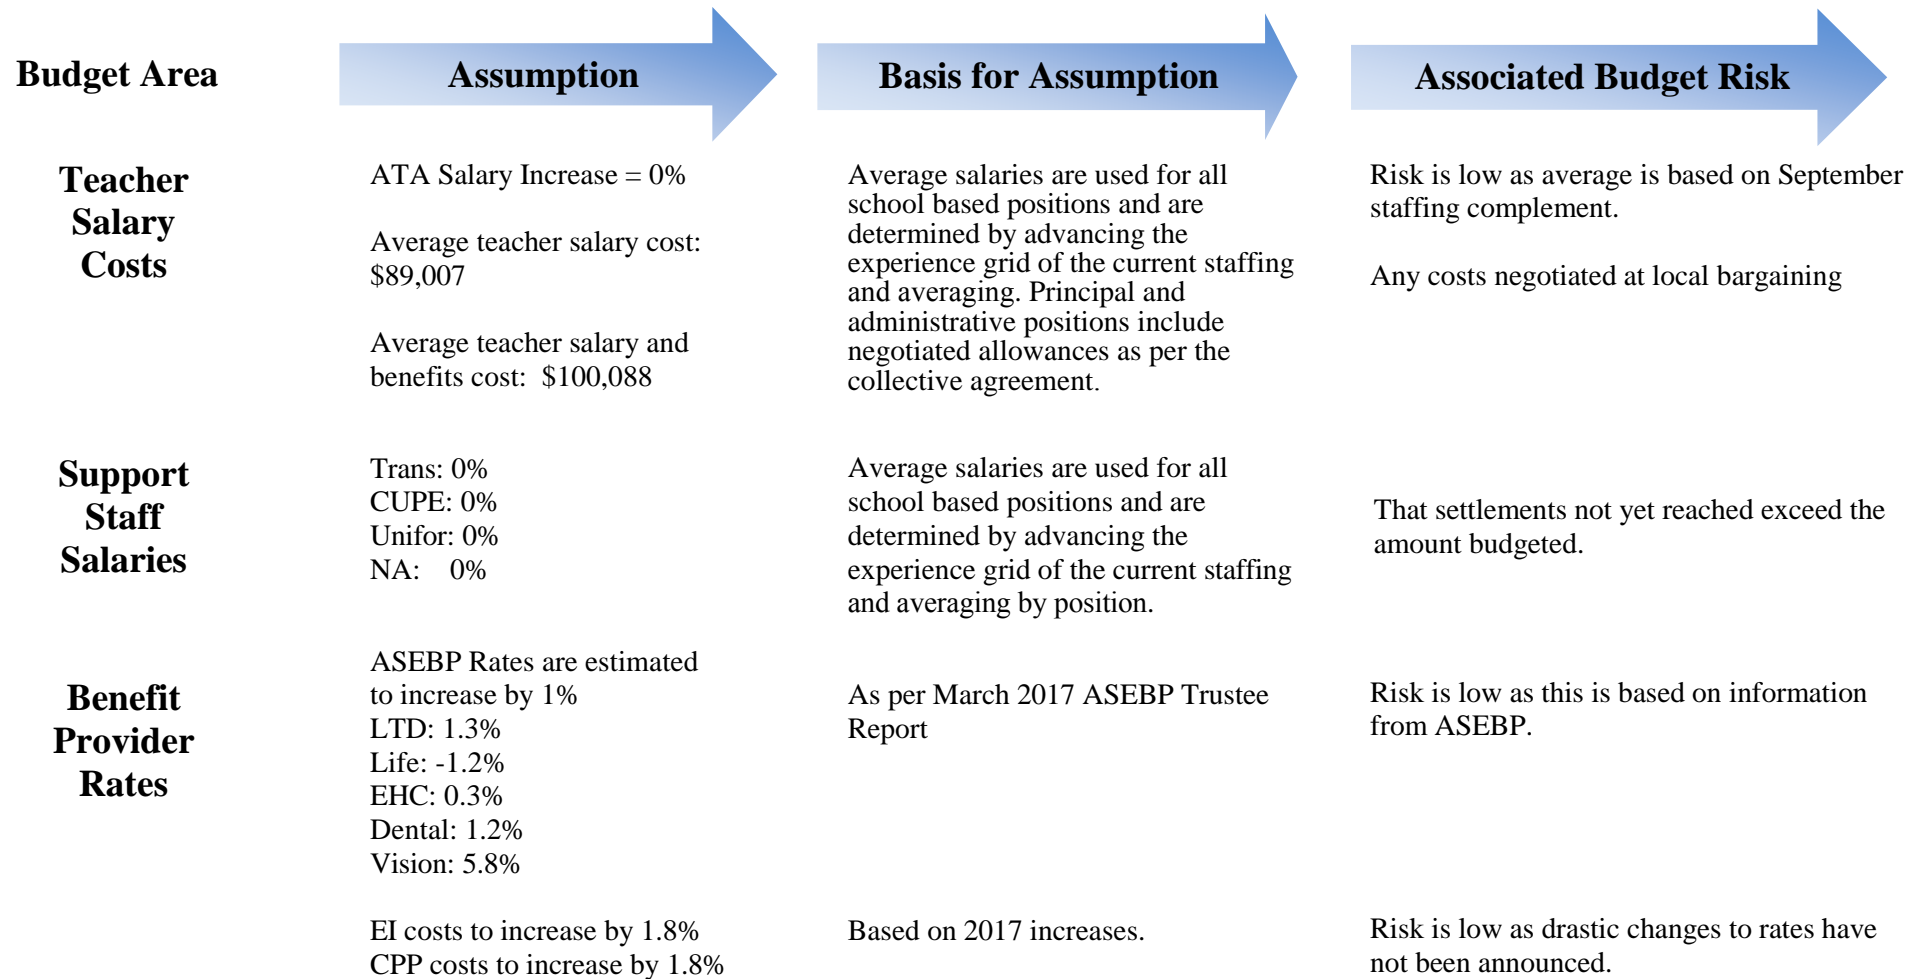 Budget Area
Assumption
Basis for Assumption
Associated Budget Risk
Teacher
Salary
Costs
ATA Salary Increase = 0%
Average teacher salary cost:
$89,007
Average teacher salary and
benefits cost:  $100,088
Average salaries are used for all
school based positions and are
determined by advancing the
experience grid of the current staffing
and averaging. Principal and
administrative positions include
negotiated allowances as per the
collective agreement.
Risk is low as average is based on September
staffing complement.
Any costs negotiated at local bargaining
Support
Staff
Salaries
Trans: 0%
CUPE: 0%
Unifor: 0%
NA:    0%
Average salaries are used for all
school based positions and are
determined by advancing the
experience grid of the current staffing
and averaging by position.
That settlements not yet reached exceed the
amount budgeted.
Benefit
Provider
Rates
ASEBP Rates are estimated
to increase by 1%
LTD: 1.3%
Life: -1.2%
EHC: 0.3%
Dental: 1.2%
Vision: 5.8%
As per March 2017 ASEBP Trustee
Report
Risk is low as this is based on information
from ASEBP.
EI costs to increase by 1.8%
CPP costs to increase by 1.8%
Based on 2017 increases.
Risk is low as drastic changes to rates have
not been announced.